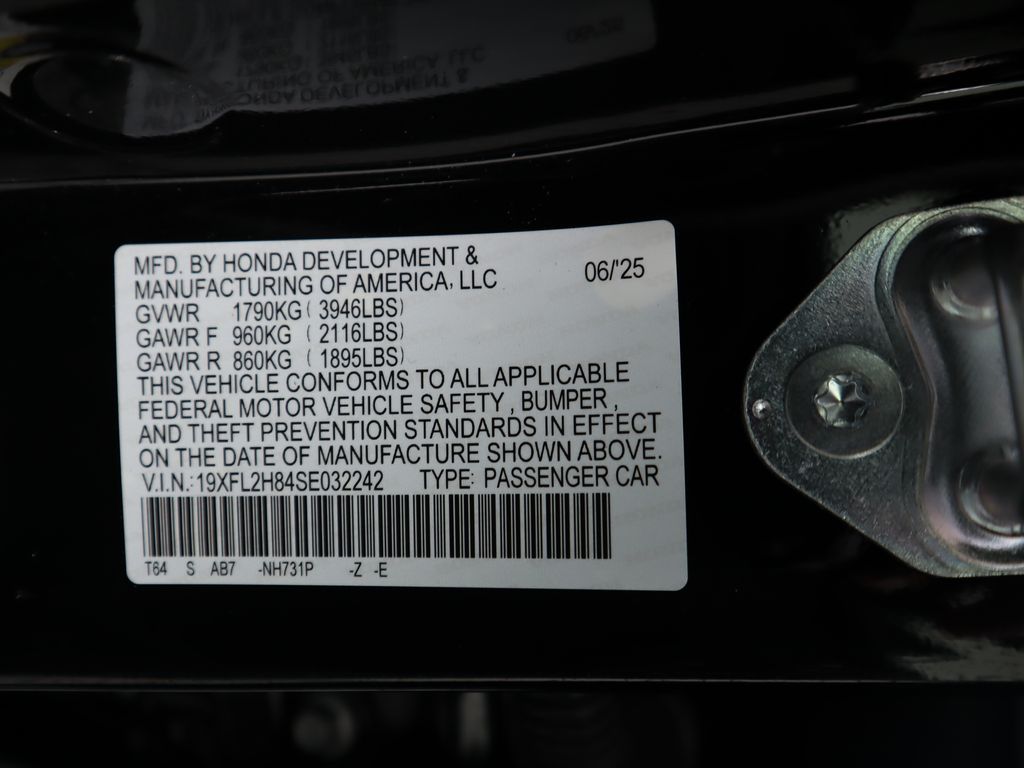 MFD. BY HONDA DEVELOPMENT &
MANUFACTURING OF AMERICA, LLC
06/'25
GVWR 1790KG ( 3946LBS)
GAWR F 960KG ( 2116LBS)
GAWR R 860KG ( 1895LBS)
THIS VEHICLE CONFORMS TO ALL APPLICABLE
FEDERAL MOTOR VEHICLE SAFETY , BUMPER ,
AND THEFT PREVENTION STANDARDS IN EFFECT
ON THE DATE OF MANUFACTURE SHOWN ABOVE.
V.I.N.: 19XFL2H84SE032242 TYPE: PASSENGER CAR
T64 S AB7 -NH731P -Z -E